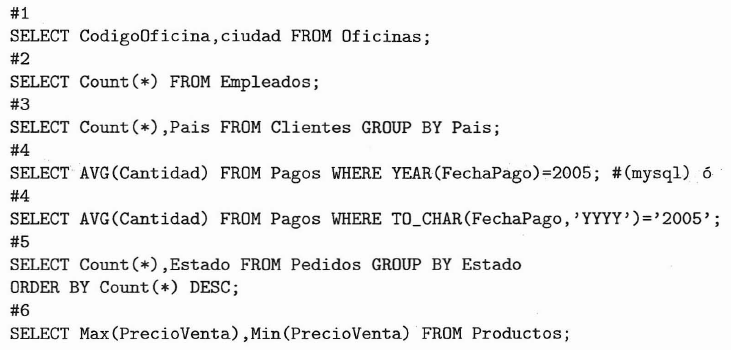 #1
SELECT CodigoOficina,ciudad FROM Oficinas;
#2
SELECT Count(*) FROM Empleados;
#3
SELECT Count(*),Pais FROM Clientes GROUP BY Pais;
#4
SELECT AVG(Cantidad) FROM Pagos WHERE YEAR(FechaPago)=2005; #(mysql) ó
#4
SELECT AVG(Cantidad) FROM Pagos WHERE TO_CHAR(FechaPago,'YYYY')='2005';
#5
SELECT Count(*),Estado FROM Pedidos GROUP BY Estado
ORDER BY Count(*) DESC;
#6
SELECT Max(PrecioVenta),Min(PrecioVenta) FROM Productos;